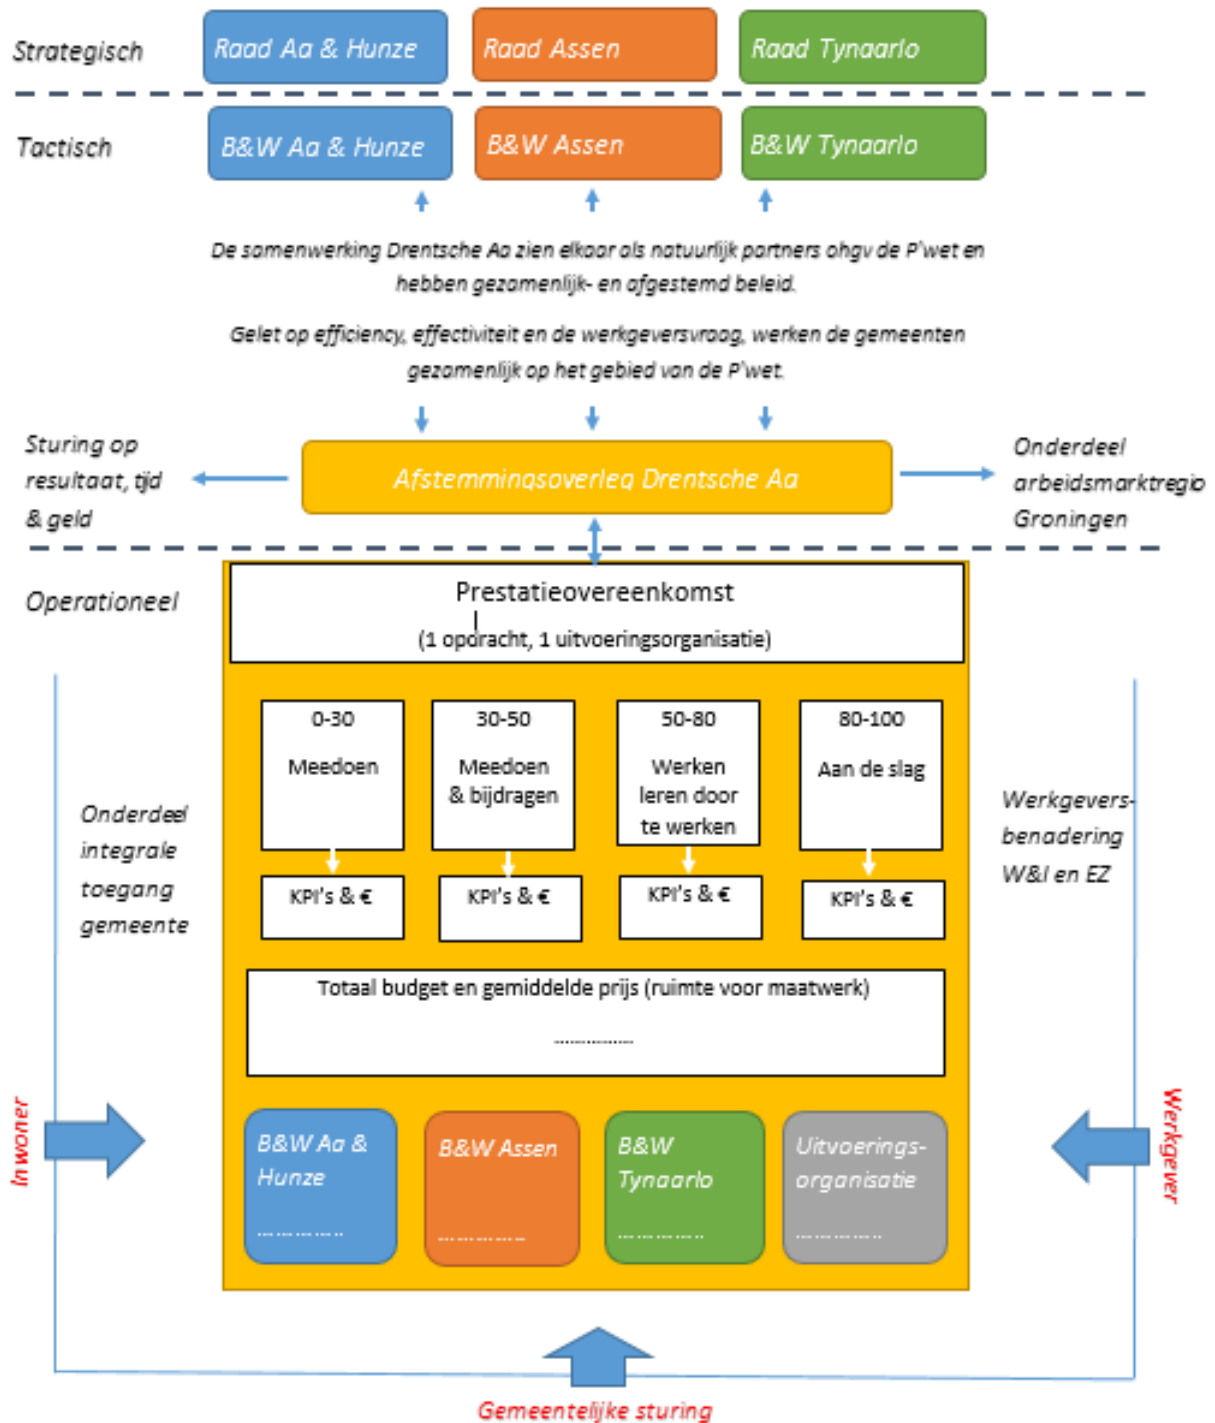 Strategisch
Raad Aa & Hunze
Raad Assen
Raad Tynaarlo
Tactisch
B&W Aa & Hunze
B&W Assen
B&W Tynaarlo
De samenwerking Drentsche Aa zien elkaar als natuurlijk partners ohgv de P'wet en
hebben gezamenlijk- en afgestemd beleid.
Gelet op efficiency, effectiviteit en de werkgeversvraag, werken de gemeenten
gezamenlijk op het gebied van de P'wet.
Sturing op
resultaat, tijd
& geld
Afstemmingsoverleg Drentsche Aa
Onderdeel
arbeidsmarktregio
Groningen
Operationeel
Prestatieovereenkomst
(1 opdracht, 1 uitvoeringsorganisatie)
0-30
Meedoen
30-50
Meedoen
& bijdragen
50-80
Werken
leren door
te werken
80-100
Aan de slag
KPI's & €
KPI's & €
KPI's & €
KPI's & €
Onderdeel
integrale
toegang
gemeente
Werkgevers-
benadering
W&I en EZ
Totaal budget en gemiddelde prijs (ruimte voor maatwerk)
...............
Inwoner
Werkgever
B&W Aa &
Hunze
..............
B&W Assen
..............
B&W
Tynaarlo
..............
Uitvoerings-
organisatie
..............
Gemeentelijke sturing